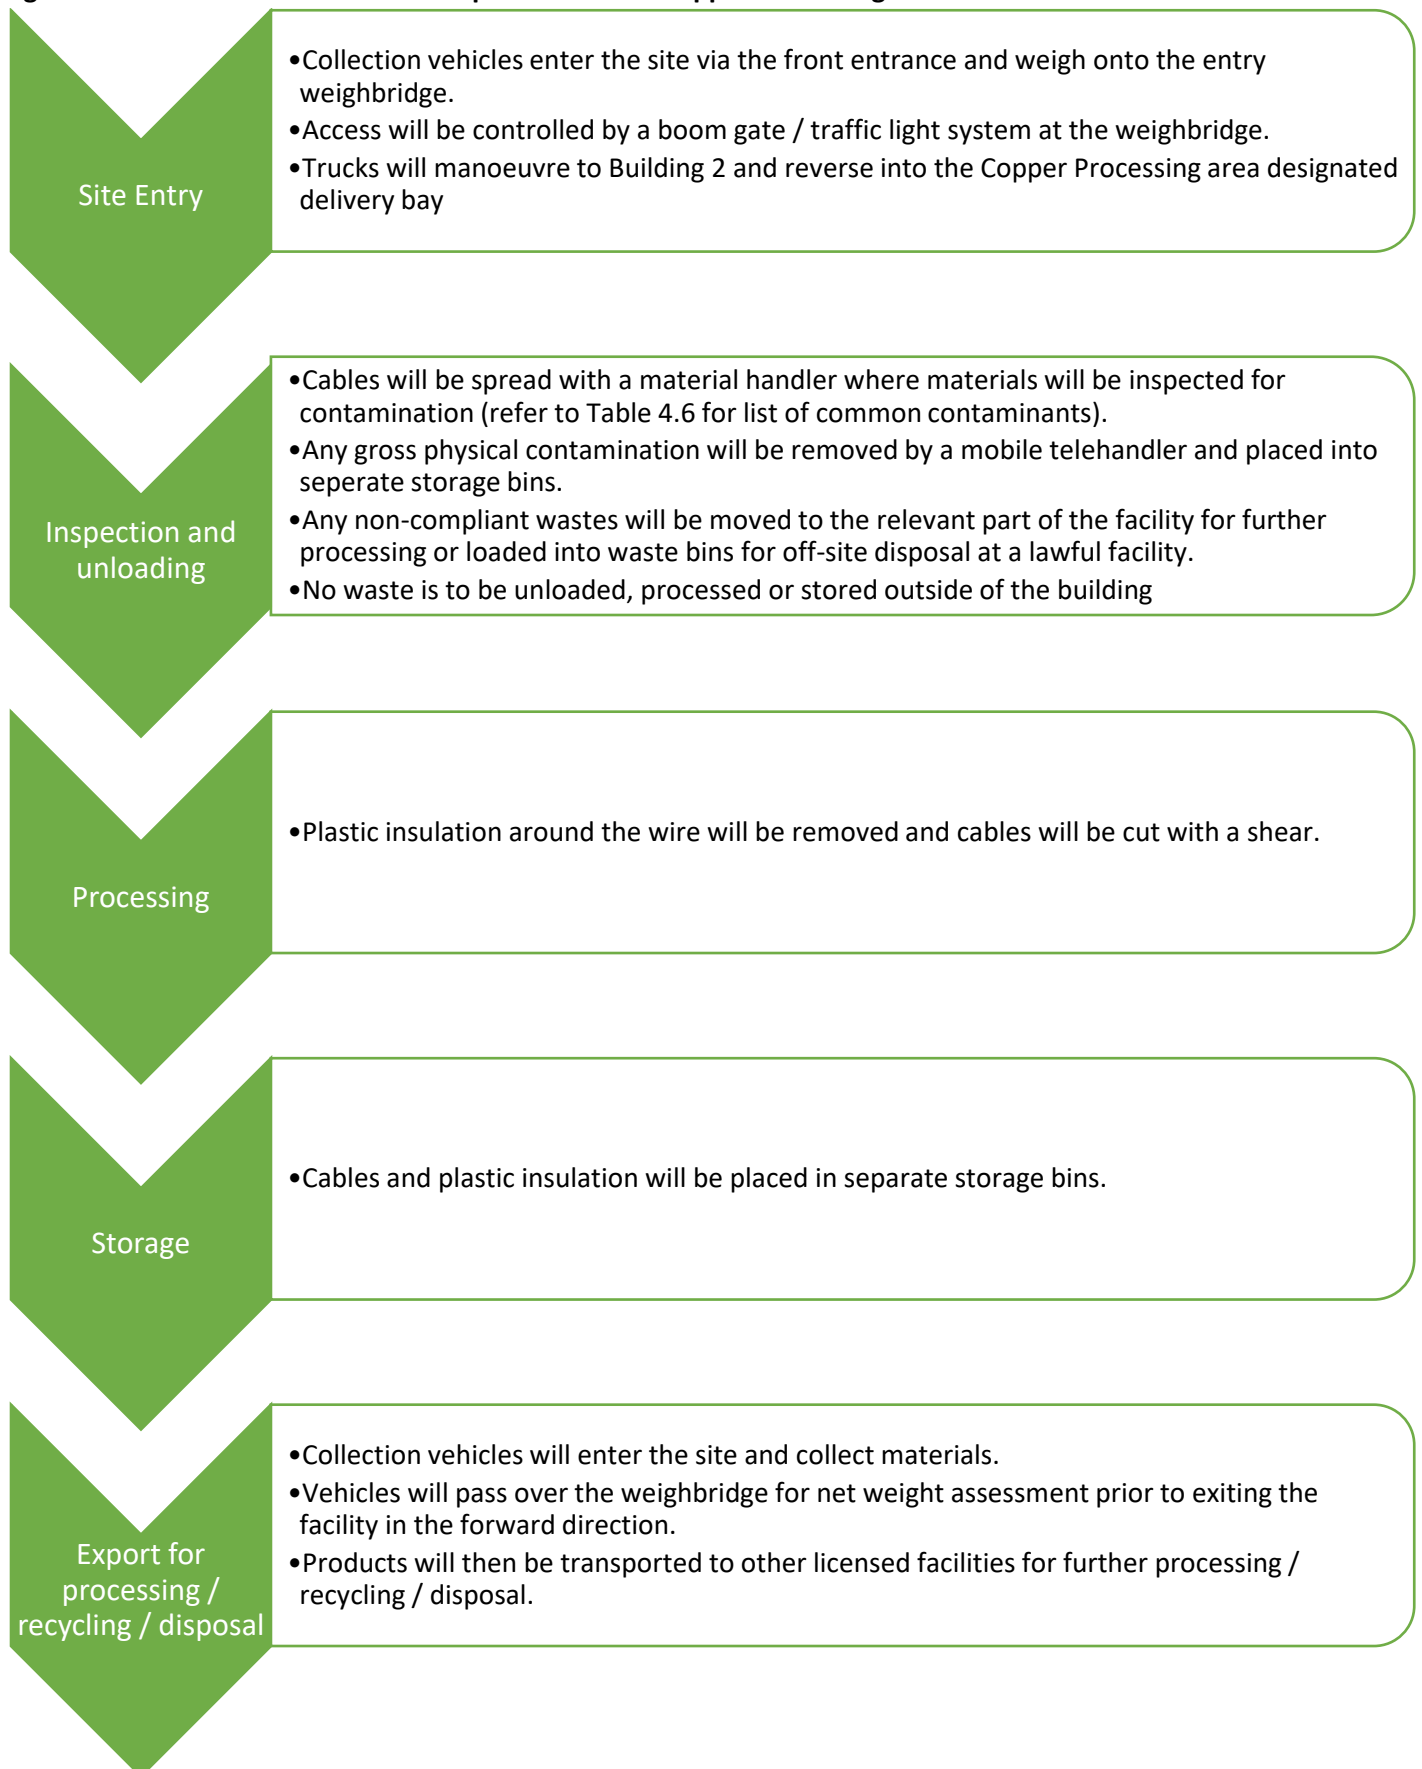 Site Entry
•Collection vehicles enter the site via the front entrance and weigh onto the entry
weighbridge.
•Access will be controlled by a boom gate / traffic light system at the weighbridge.
•Trucks will manoeuvre to Building 2 and reverse into the Copper Processing area designated
delivery bay
Inspection and
unloading
•Cables will be spread with a material handler where materials will be inspected for
contamination (refer to Table 4.6 for list of common contaminants).
•Any gross physical contamination will be removed by a mobile telehandler and placed into
seperate storage bins.
•Any non-compliant wastes will be moved to the relevant part of the facility for further
processing or loaded into waste bins for off-site disposal at a lawful facility.
•No waste is to be unloaded, processed or stored outside of the building
Processing
•Plastic insulation around the wire will be removed and cables will be cut with a shear.
Storage
•Cables and plastic insulation will be placed in separate storage bins.
Export for
processing /
recycling / disposal
•Collection vehicles will enter the site and collect materials.
•Vehicles will pass over the weighbridge for net weight assessment prior to exiting the
facility in the forward direction.
•Products will then be transported to other licensed facilities for further processing /
recycling / disposal.